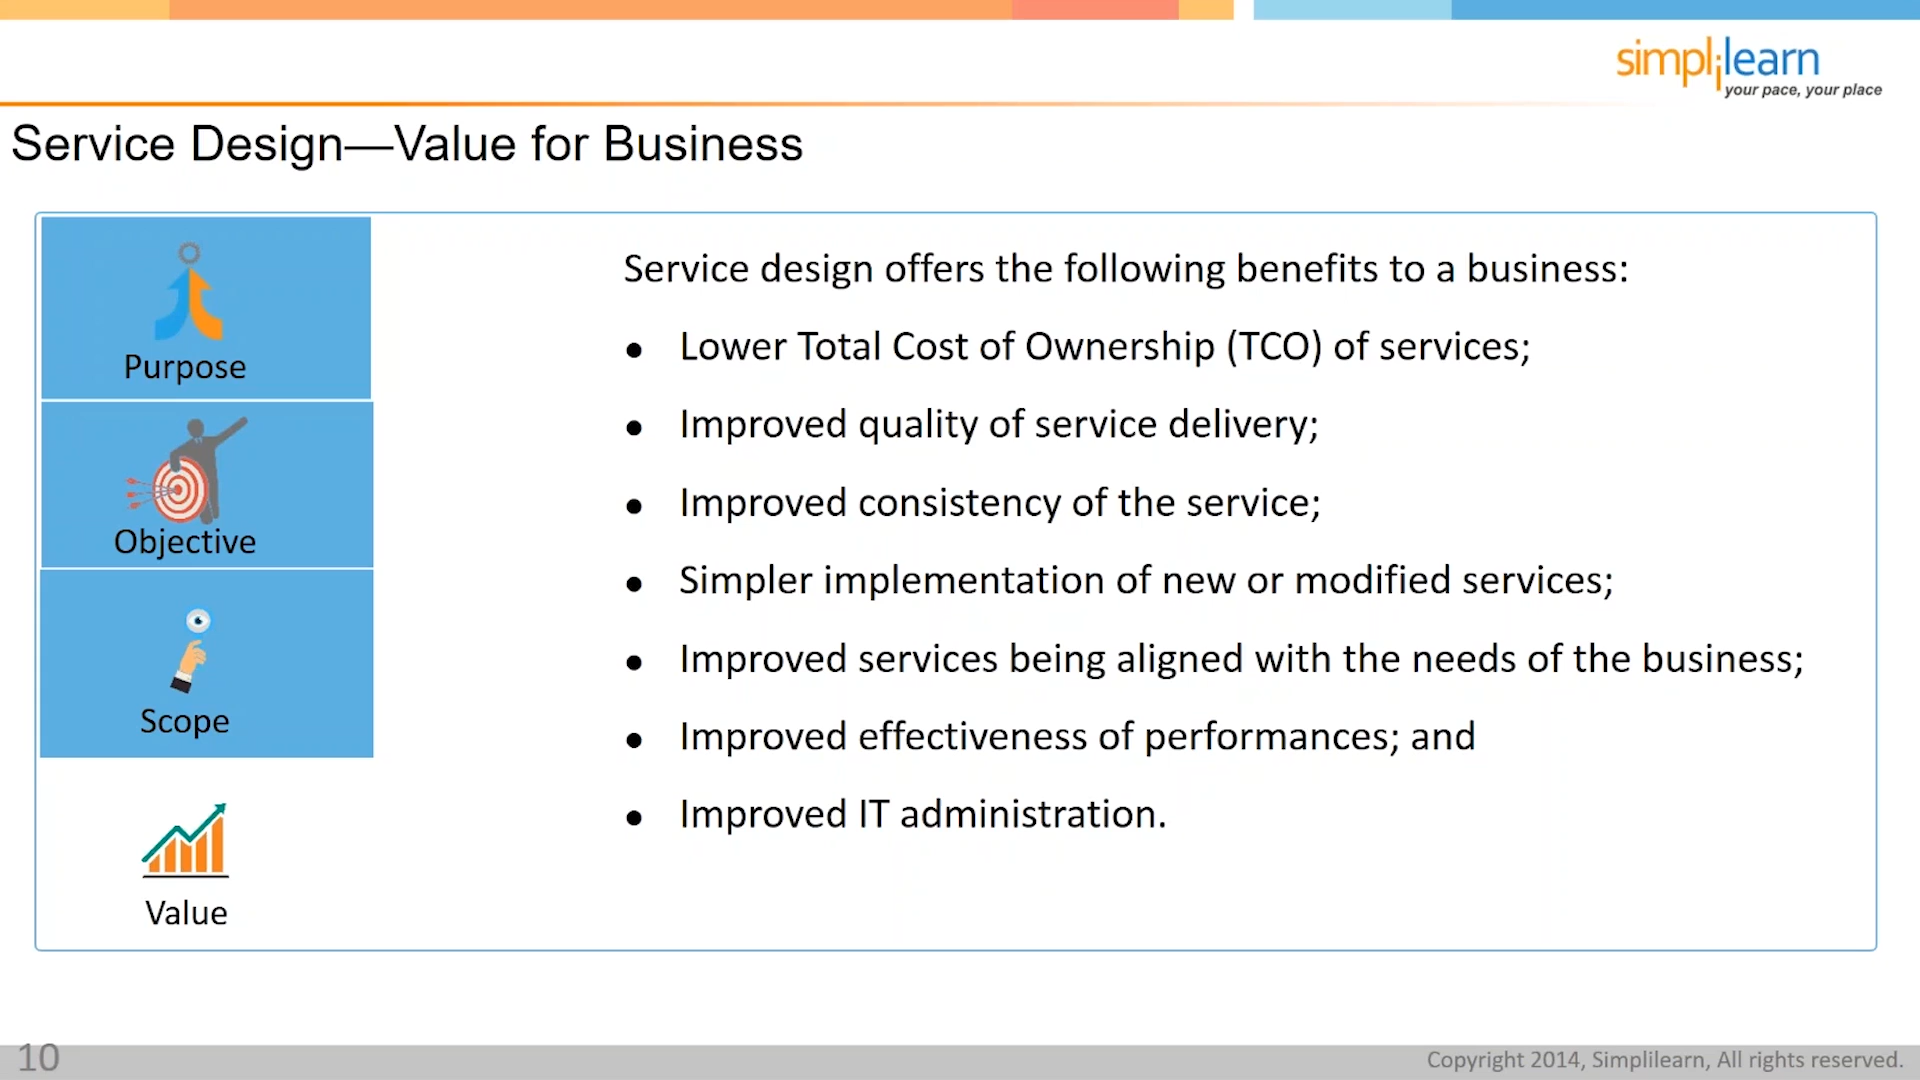 simplilearn
your pace, your place
Service Design—Value for Business
Purpose
Objective
Scope
Value
Service design offers the following benefits to a business:
● Lower Total Cost of Ownership (TCO) of services;
● Improved quality of service delivery;
● Improved consistency of the service;
● Simpler implementation of new or modified services;
● Improved services being aligned with the needs of the business;
● Improved effectiveness of performances; and
● Improved IT administration.
10
Copyright 2014, Simplilearn, All rights reserved.